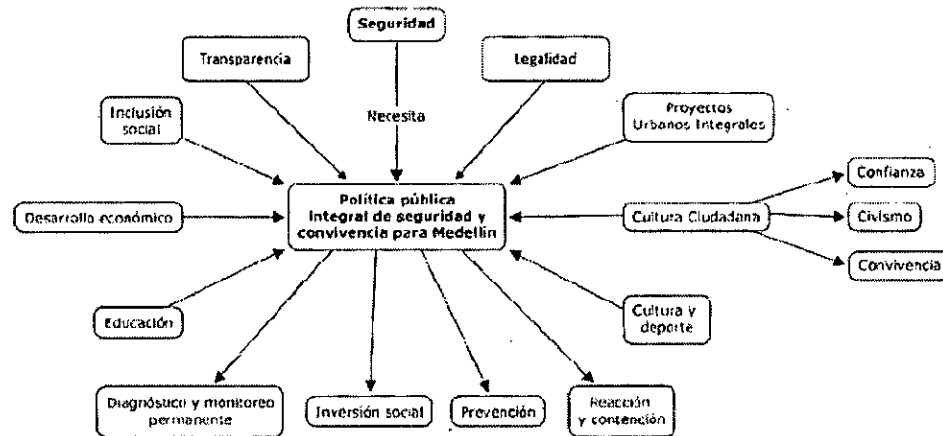 Seguridad
Transparencia
Legalidad
Inclusión
social
Necesita
Proyectos
Urbanos Integrales
Política pública
integral de seguridad y
convivencia para Medellín
Confianza
Desarrollo económico
Cultura Ciudadana
Civismo
Convivencia
Educación
Cultura y
deporte
Diagnóstico y monitoreo
permanente
Inversión social
Prevención
Reacción
y contención